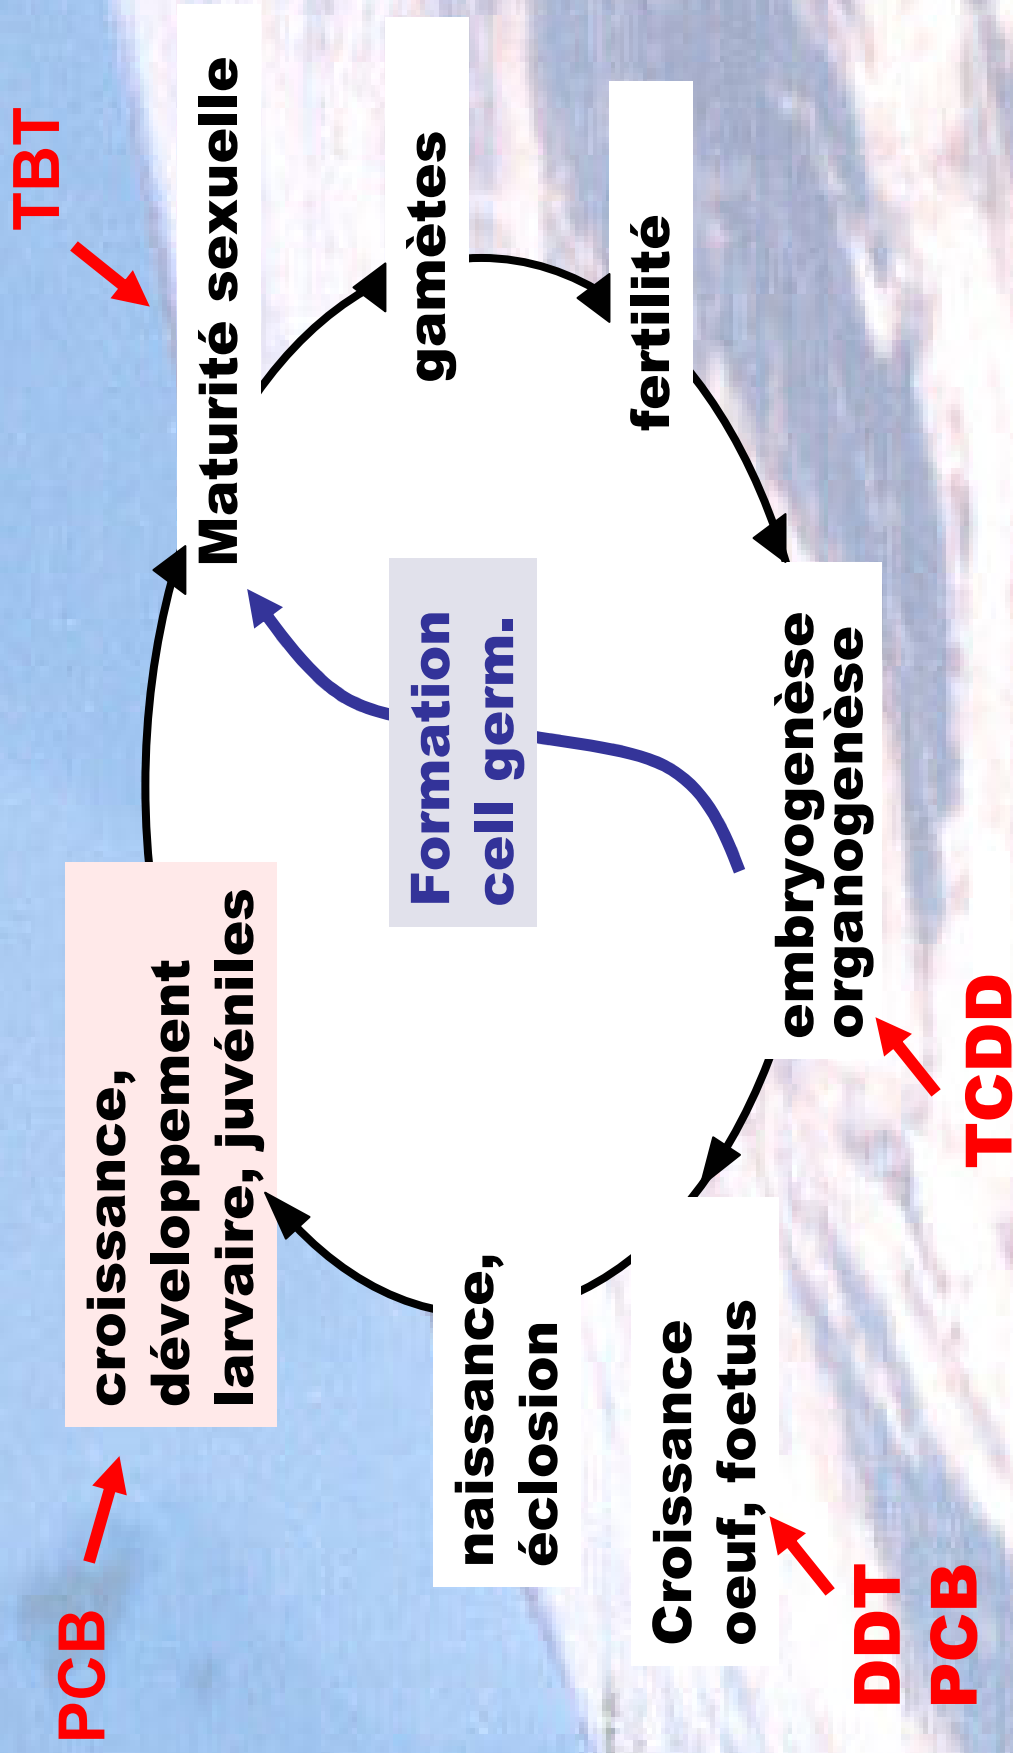 TBT
Maturité sexuelle
gamètes
fertilité
embryogenèse
organogenèse
TCDD
Croissance
oeuf, foetus
DDT
PCB
naissance,
éclosion
croissance,
développement
larvaire, juvéniles
PCB
Formation
cell germ.